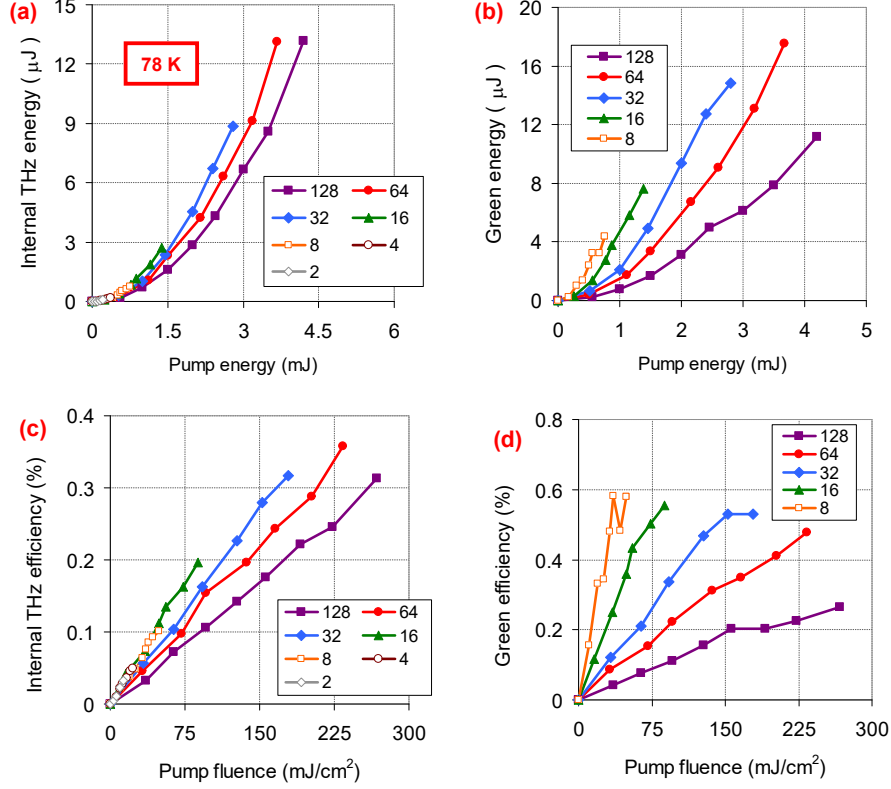 (a)
15
12
9
6
3
0
Internal THz energy ( μJ )
78 K
128 64
32 16
8 4
2
0 1.5 3 4.5 6
Pump energy (mJ)
(b)
20
16
12
8
4
0
Green energy ( μJ )
128
64
32
16
8
0 1 2 3 4 5
Pump energy (mJ)
(c)
0.4
0.3
0.2
0.1
0
Internal THz efficiency (%)
128 64
32 16
8 4
2
0 75 150 225 300
Pump fluence (mJ/cm²)
(d)
0.8
0.6
0.4
0.2
0
Green efficiency (%)
128
64
32
16
8
0 75 150 225 300
Pump fluence (mJ/cm²)